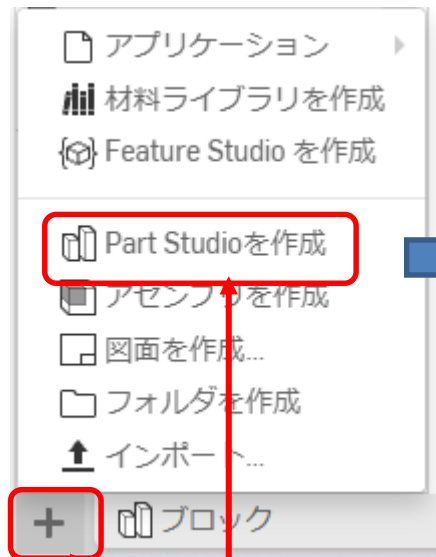 アプリケーション
材料ライブラリを作成
Feature Studio を作成
Part Studioを作成
アセンブリを作成
図面を作成...
フォルダを作成
インポート...
ブロック